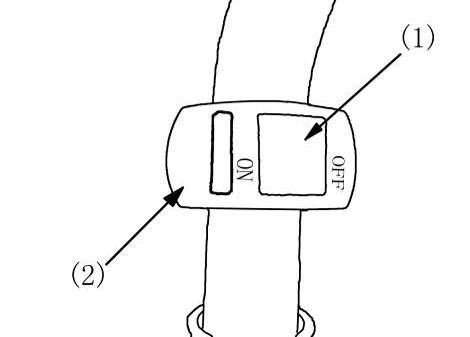 (1)
ON
OFF
(2)